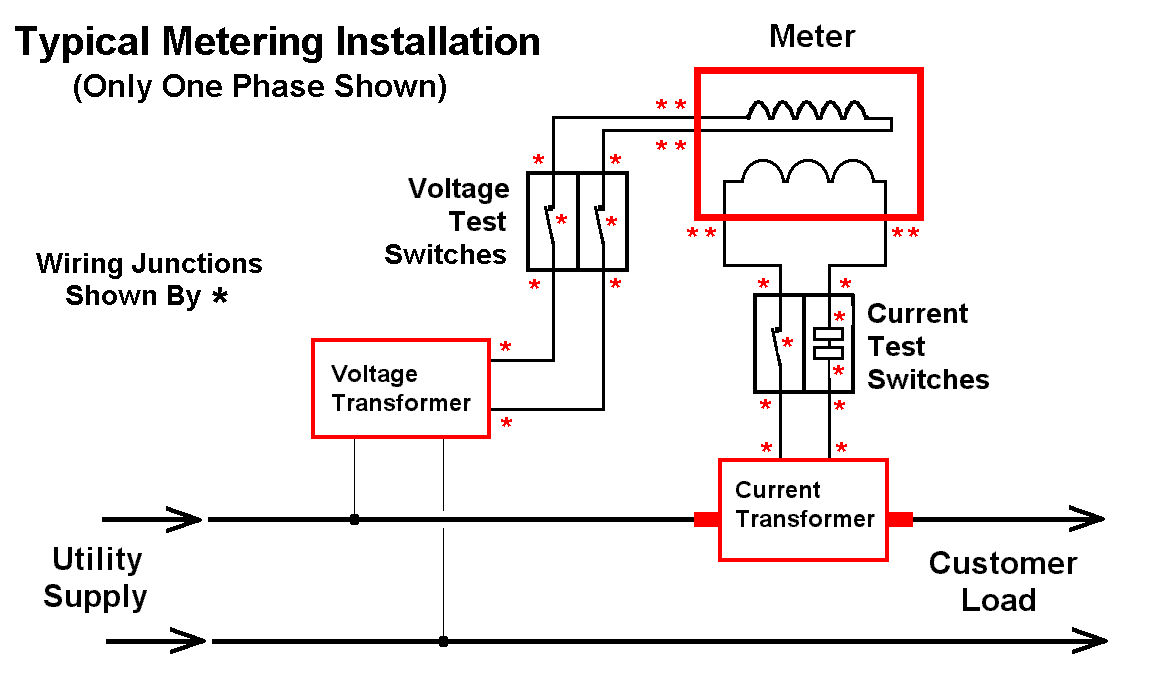 Typical Metering Installation
(Only One Phase Shown)
Meter
Voltage
Test
Switches
Wiring Junctions
Shown By *
Current
Test
Switches
Voltage
Transformer
Current
Transformer
Utility
Supply
Customer
Load